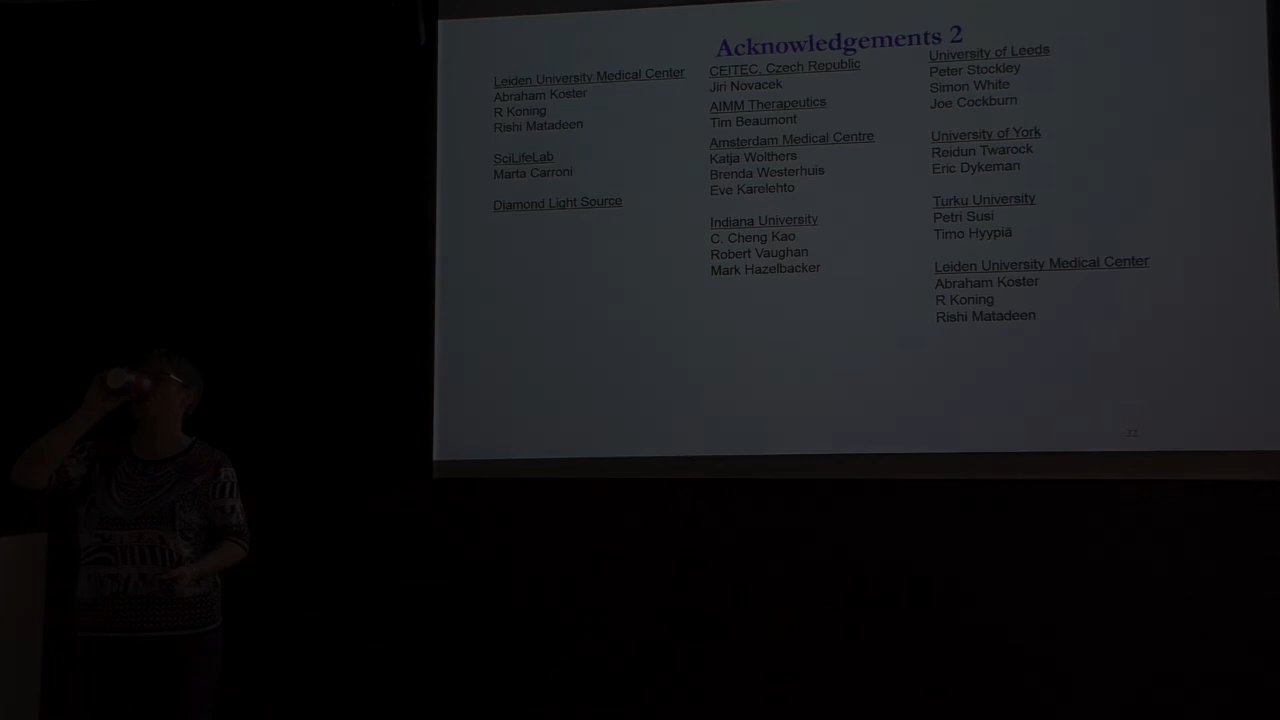 Acknowledgements 2
Leiden University Medical Center
Abraham Koster
R Koning
Rishi Matadeen
SciLifeLab
Marta Carroni
Diamond Light Source
CEITEC, Czech Republic
Jiri Novacek
AIMM Therapeutics
Tim Beaumont
Amsterdam Medical Centre
Katja Wolthers
Brenda Westerhuis
Eve Karelehto
Indiana University
C. Cheng Kao
Robert Vaughan
Mark Hazelbacker
University of Leeds
Peter Stockley
Simon White
Joe Cockburn
University of York
Reidun Twarock
Eric Dykeman
Turku University
Petri Susi
Timo Hyypiä
Leiden University Medical Center
Abraham Koster
R Koning
Rishi Matadeen
32